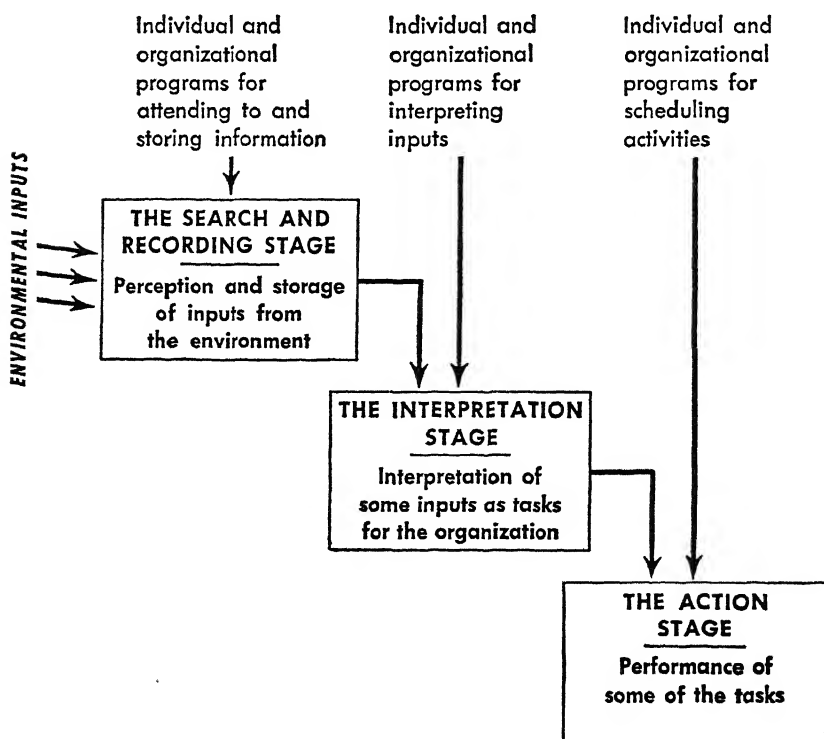 Individual and
organizational
programs for
attending to and
storing information
Individual and
organizational
programs for
interpreting
inputs
Individual and
organizational
programs for
scheduling
activities
ENVIRONMENTAL INPUTS
THE SEARCH AND
RECORDING STAGE
Perception and storage
of inputs from
the environment
THE INTERPRETATION
STAGE
Interpretation of
some inputs as tasks
for the organization
THE ACTION
STAGE
Performance of
some of the tasks